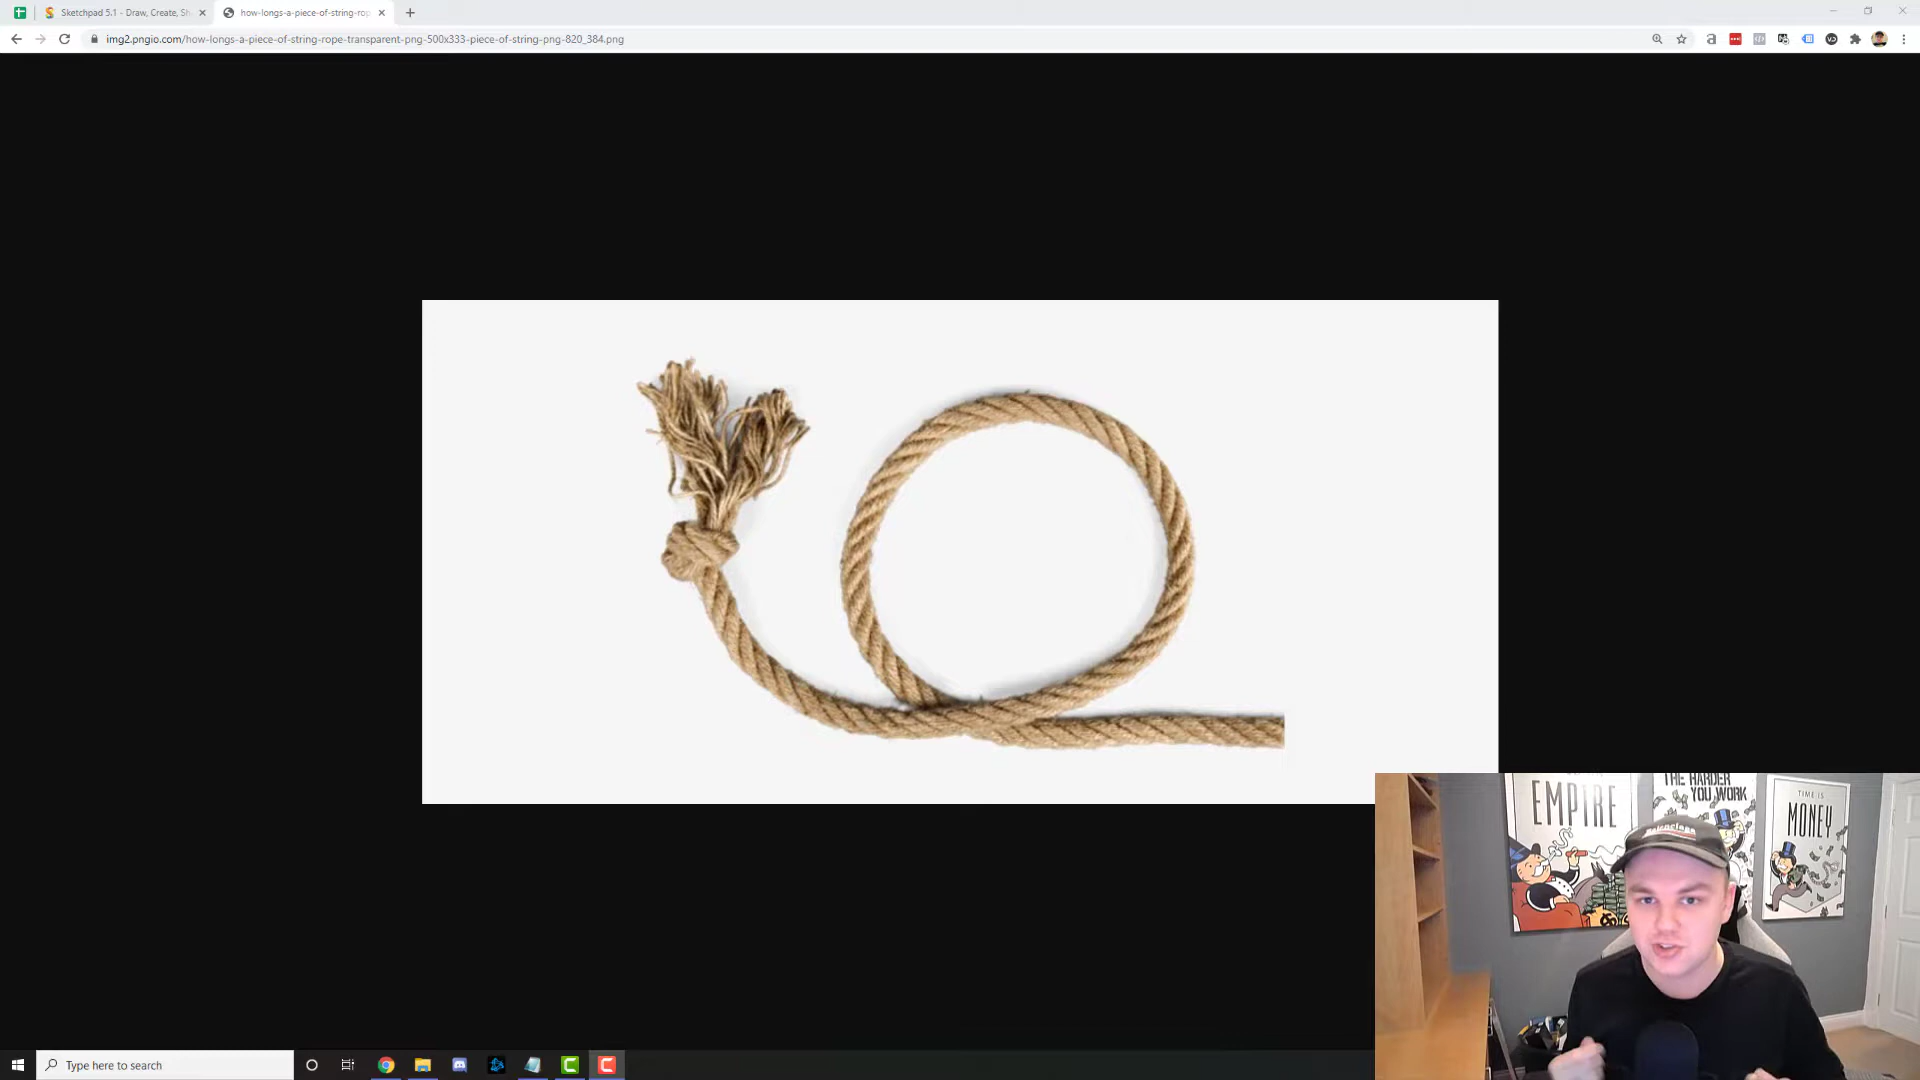 Sketchpad 5.1 - Draw, Create, Sh
how-longs-a-piece-of-string-rop
img2.pngio.com/how-longs-a-piece-of-string-rope-transparent-png-500x333-piece-of-string-png-820_384.png
EMPIRE
THE HARDER
YOU WORK
TIME IS
MONEY
Balenciaga
Type here to search